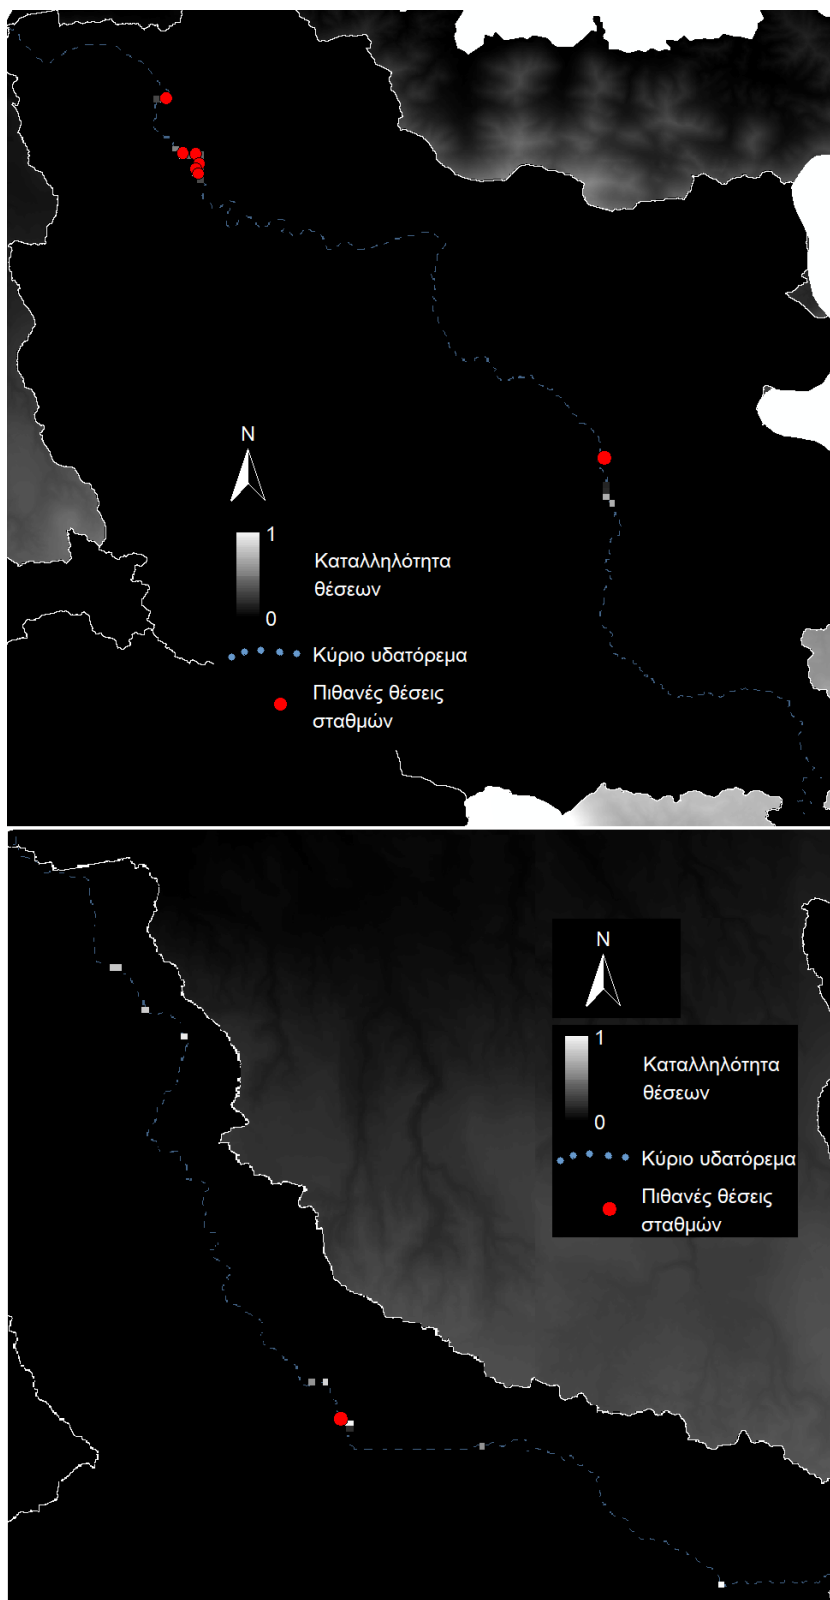 N
1
Καταλληλότητα
θέσεων
0
Κύριο υδατόρεμα
Πιθανές θέσεις
σταθμών
N
1
Καταλληλότητα
θέσεων
0
Κύριο υδατόρεμα
Πιθανές θέσεις
σταθμών